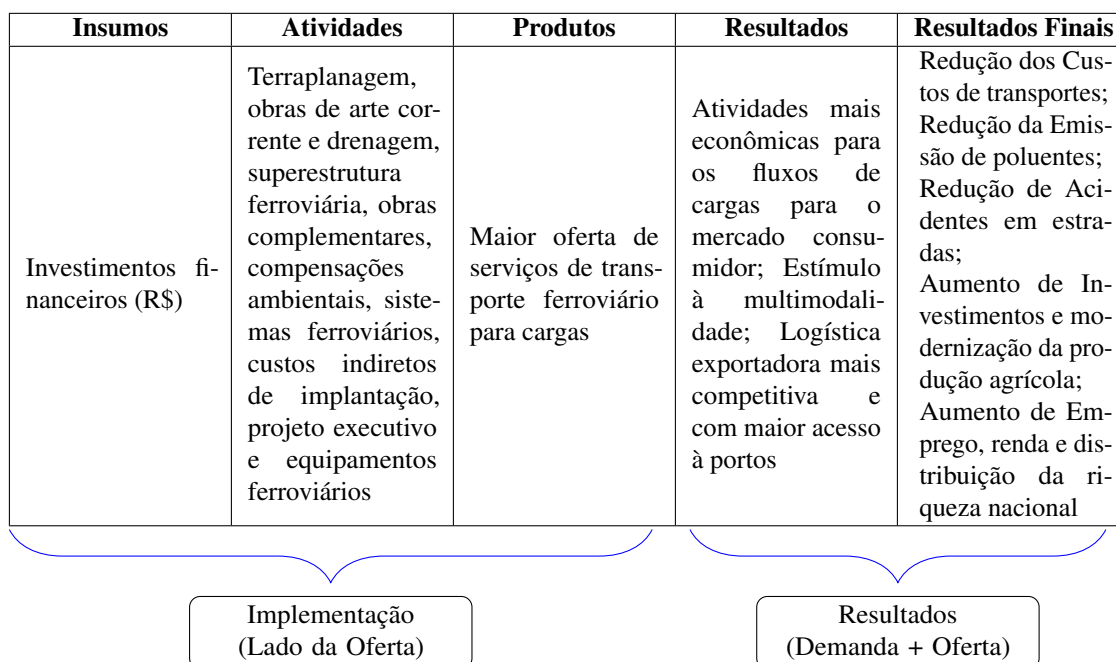 Insumos
Atividades
Produtos
Resultados
Resultados Finais
Investimentos fi-
nanceiros (R$)
Terraplanagem,
obras de arte cor-
rente e drenagem,
superestrutura
ferroviária, obras
complementares,
compensações
ambientais, siste-
mas ferroviários,
custos indiretos
de implantação,
projeto executivo
e equipamentos
ferroviários
Maior oferta de
serviços de trans-
porte ferroviário
para cargas
Atividades mais
econômicas para
os fluxos de
cargas para o
mercado consu-
midor; Estímulo
à multimodali-
dade; Logística
exportadora mais
competitiva e
com maior acesso
à portos
Redução dos Cus-
tos de transportes;
Redução da Emis-
são de poluentes;
Redução de Aci-
dentes em estra-
das;
Aumento de In-
vestimentos e mo-
dernização da pro-
dução agrícola;
Aumento de Em-
prego, renda e dis-
tribuição da ri-
queza nacional
Implementação
(Lado da Oferta)
Resultados
(Demanda + Oferta)